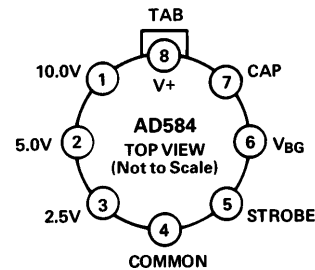 TAB
8
V+
10.0V
1
7
CAP
AD584
TOP VIEW
(Not to Scale)
5.0V
2
6
VBG
2.5V
3
5
STROBE
4
COMMON